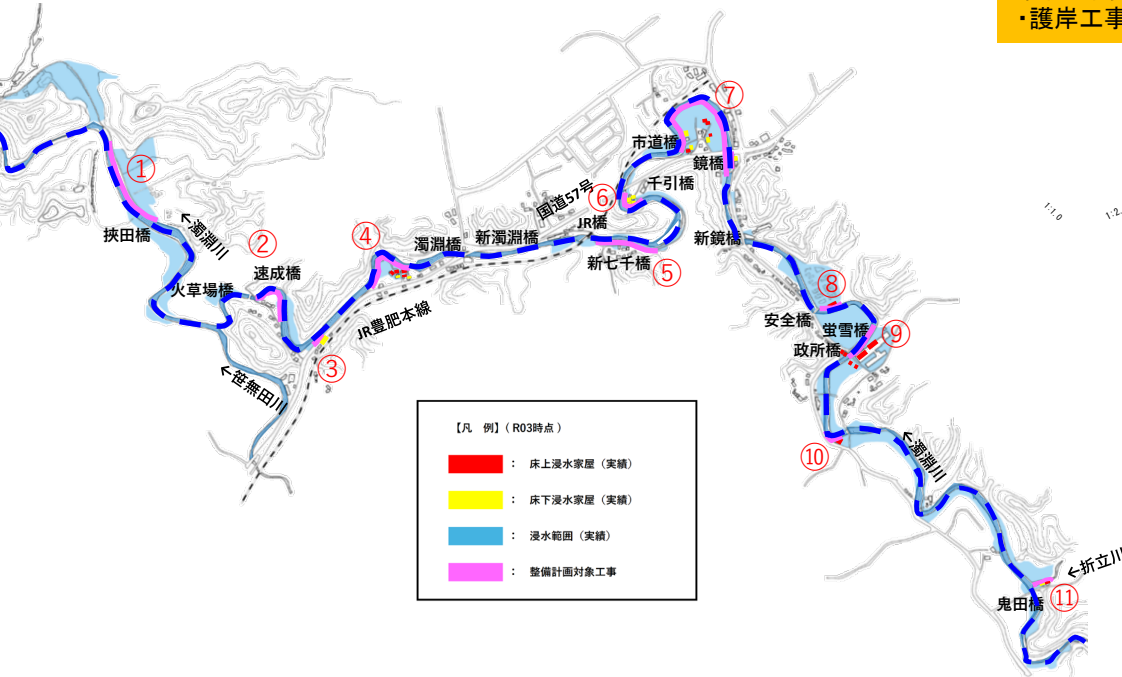 ・護岸工事
⑦
市道橋
鏡橋
千引橋
⑥
国道57号
JR橋
新七千橋
⑤
新鏡橋
①
挾田橋
←濁淵川
②
速成橋
火草場橋
④
濁淵橋
新濁淵橋
JR豊肥本線
③
←笹無田川
⑧
安全橋
蛍雪橋
政所橋
⑨
⑩
←濁淵川
←折立川
鬼田橋
⑪
1:1.0
【凡 例】（R03時点）
： 床上浸水家屋（実績）
： 床下浸水家屋（実績）
： 浸水範囲（実績）
： 整備計画対象工事